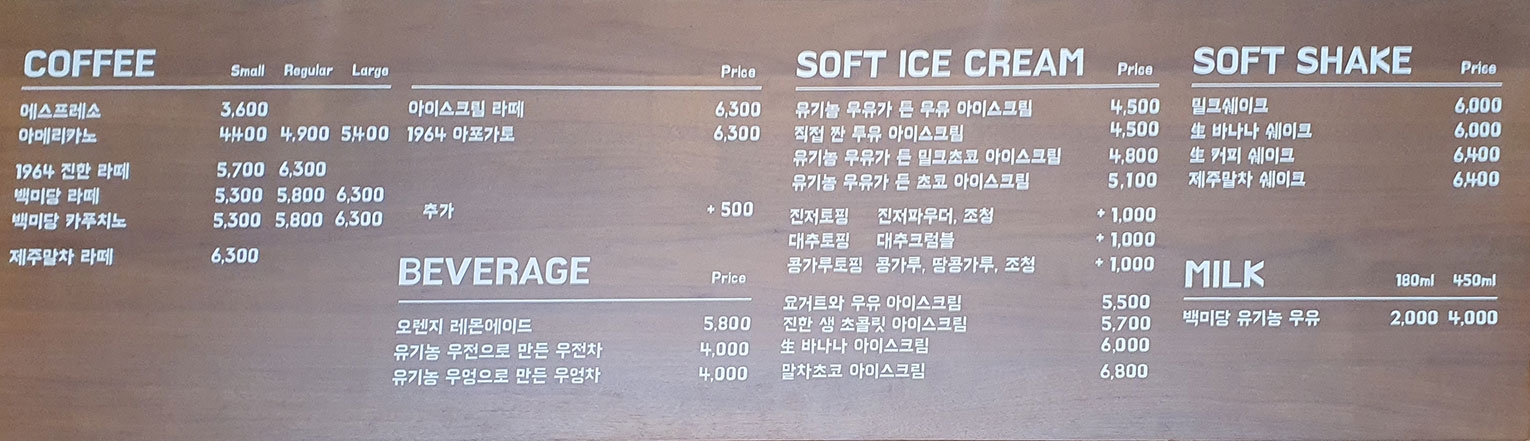 COFFEE Small Regular Large
에스프레소 3,600
아메리카노 4,400 4,900 5,400
1964 진한 라떼 5,700 6,300
백미당 라떼 5,300 5,800 6,300
백미당 카푸치노 5,300 5,800 6,300
제주말차 라떼 6,300
Price
아이스크림 라떼 6,300
1964 아포가토 6,300
추가 + 500
BEVERAGE Price
오렌지 레몬에이드 5,800
유기농 우전으로 만든 우전차 4,000
유기농 우엉으로 만든 우엉차 4,000
SOFT ICE CREAM Price
유기농 우유가 든 우유 아이스크림 4,500
직접 짠 두유 아이스크림 4,500
유기농 우유가 든 밀크초코 아이스크림 4,800
유기농 우유가 든 초코 아이스크림 5,100
진저토핑 진저파우더, 조청 + 1,000
대추토핑 대추크럼블 + 1,000
콩가루토핑 콩가루, 땅콩가루, 조청 + 1,000
요거트와 우유 아이스크림 5,500
진한 생 초콜릿 아이스크림 5,700
生 바나나 아이스크림 6,000
말차초코 아이스크림 6,800
SOFT SHAKE Price
밀크쉐이크 6,000
生 바나나 쉐이크 6,000
生 커피 쉐이크 6,400
제주말차 쉐이크 6,400
MILK 180ml 450ml
백미당 유기농 우유 2,000 4,000